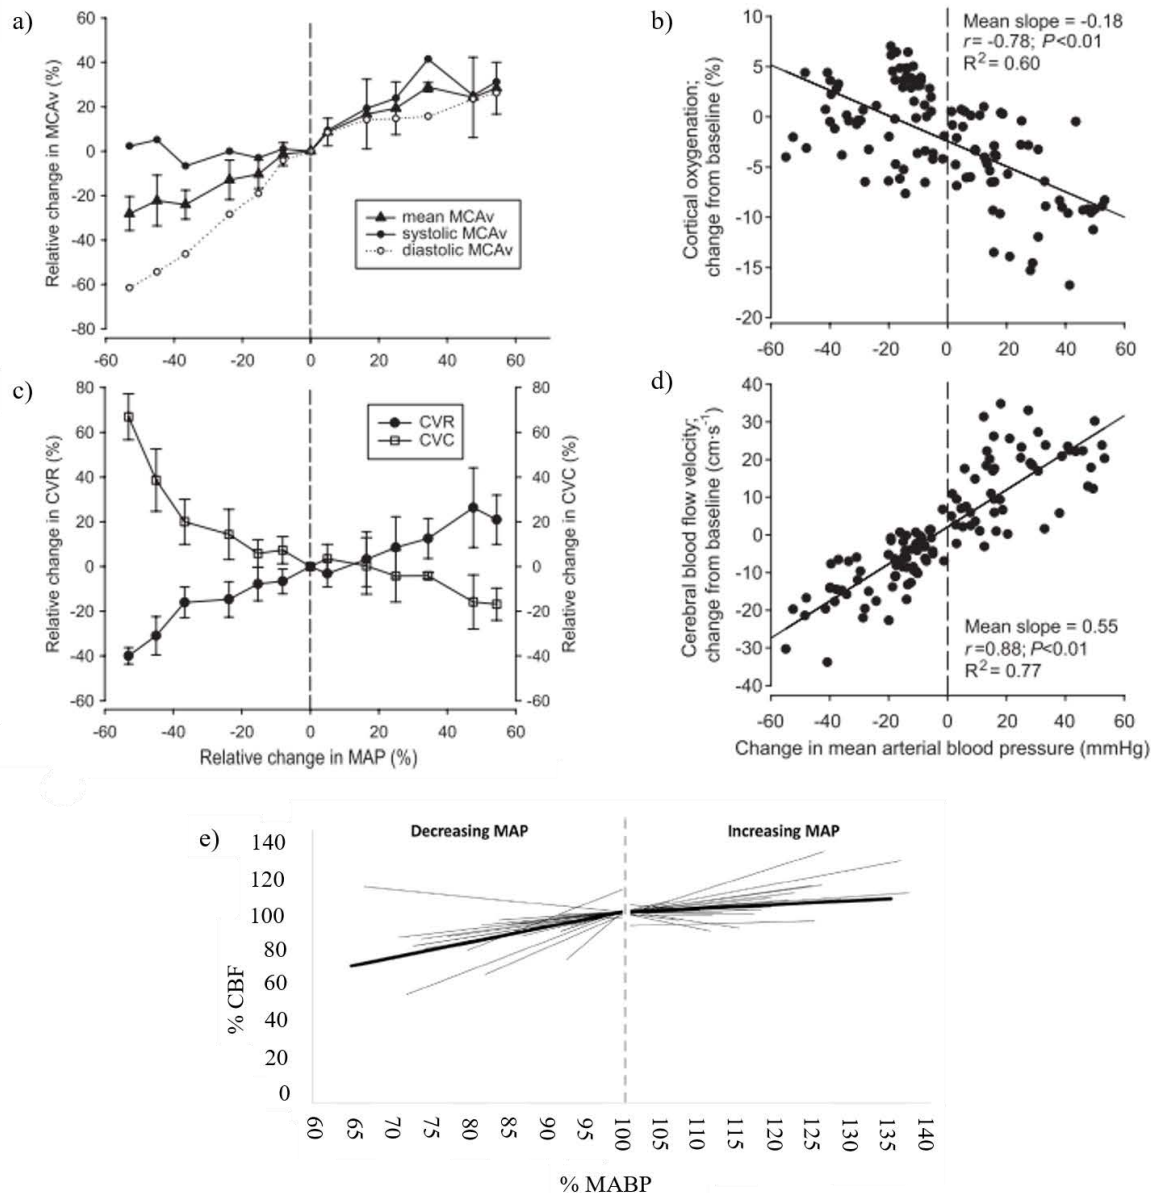 a)
60
40
20
0
-20
-40
-60
-80
Relative change in MCAv (%)
mean MCAv
systolic MCAv
diastolic MCAv
-60 -40 -20 0 20 40 60
b)
10
5
0
-5
-10
-15
-20
Cortical oxygenation;
change from baseline (%)
Mean slope = -0.18
r= -0.78; P<0.01
R²= 0.60
-60 -40 -20 0 20 40 60
c)
80
60
40
20
0
-20
-40
-60
Relative change in CVR (%)
CVR
CVC
80
60
40
20
0
-20
-40
-60
Relative change in CVC (%)
-60 -40 -20 0 20 40 60
Relative change in MAP (%)
d)
40
30
20
10
0
-10
-20
-30
-40
Cerebral blood flow velocity;
change from baseline (cm·s⁻¹)
Mean slope = 0.55
r=0.88; P<0.01
R²= 0.77
-60 -40 -20 0 20 40 60
Change in mean arterial blood pressure (mmHg)
e)
Decreasing MAP
Increasing MAP
140
120
100
80
60
40
20
0
% CBF
60 65 70 75 80 85 90 95 100 105 110 115 120 125 130 135 140
% MABP